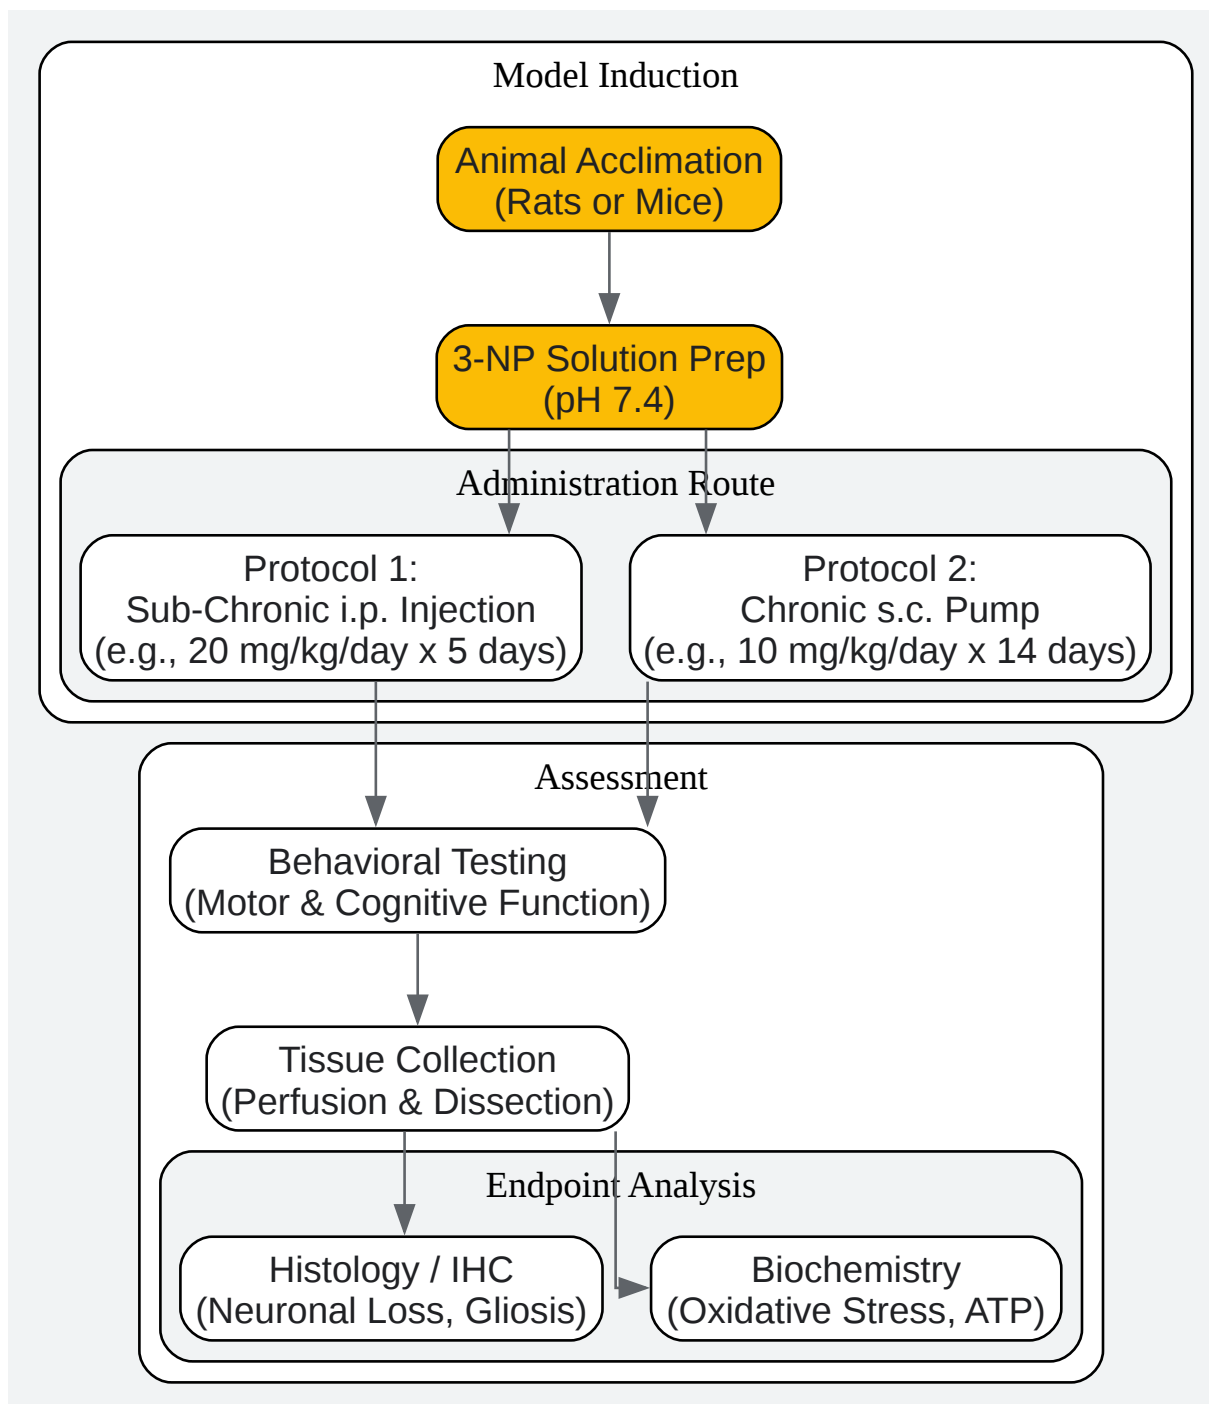 Model Induction
Animal Acclimation
(Rats or Mice)
3-NP Solution Prep
(pH 7.4)
Administration Route
Protocol 1:
Sub-Chronic i.p. Injection
(e.g., 20 mg/kg/day x 5 days)
Protocol 2:
Chronic s.c. Pump
(e.g., 10 mg/kg/day x 14 days)
Assessment
Behavioral Testing
(Motor & Cognitive Function)
Tissue Collection
(Perfusion & Dissection)
Endpoint Analysis
Histology / IHC
(Neuronal Loss, Gliosis)
Biochemistry
(Oxidative Stress, ATP)